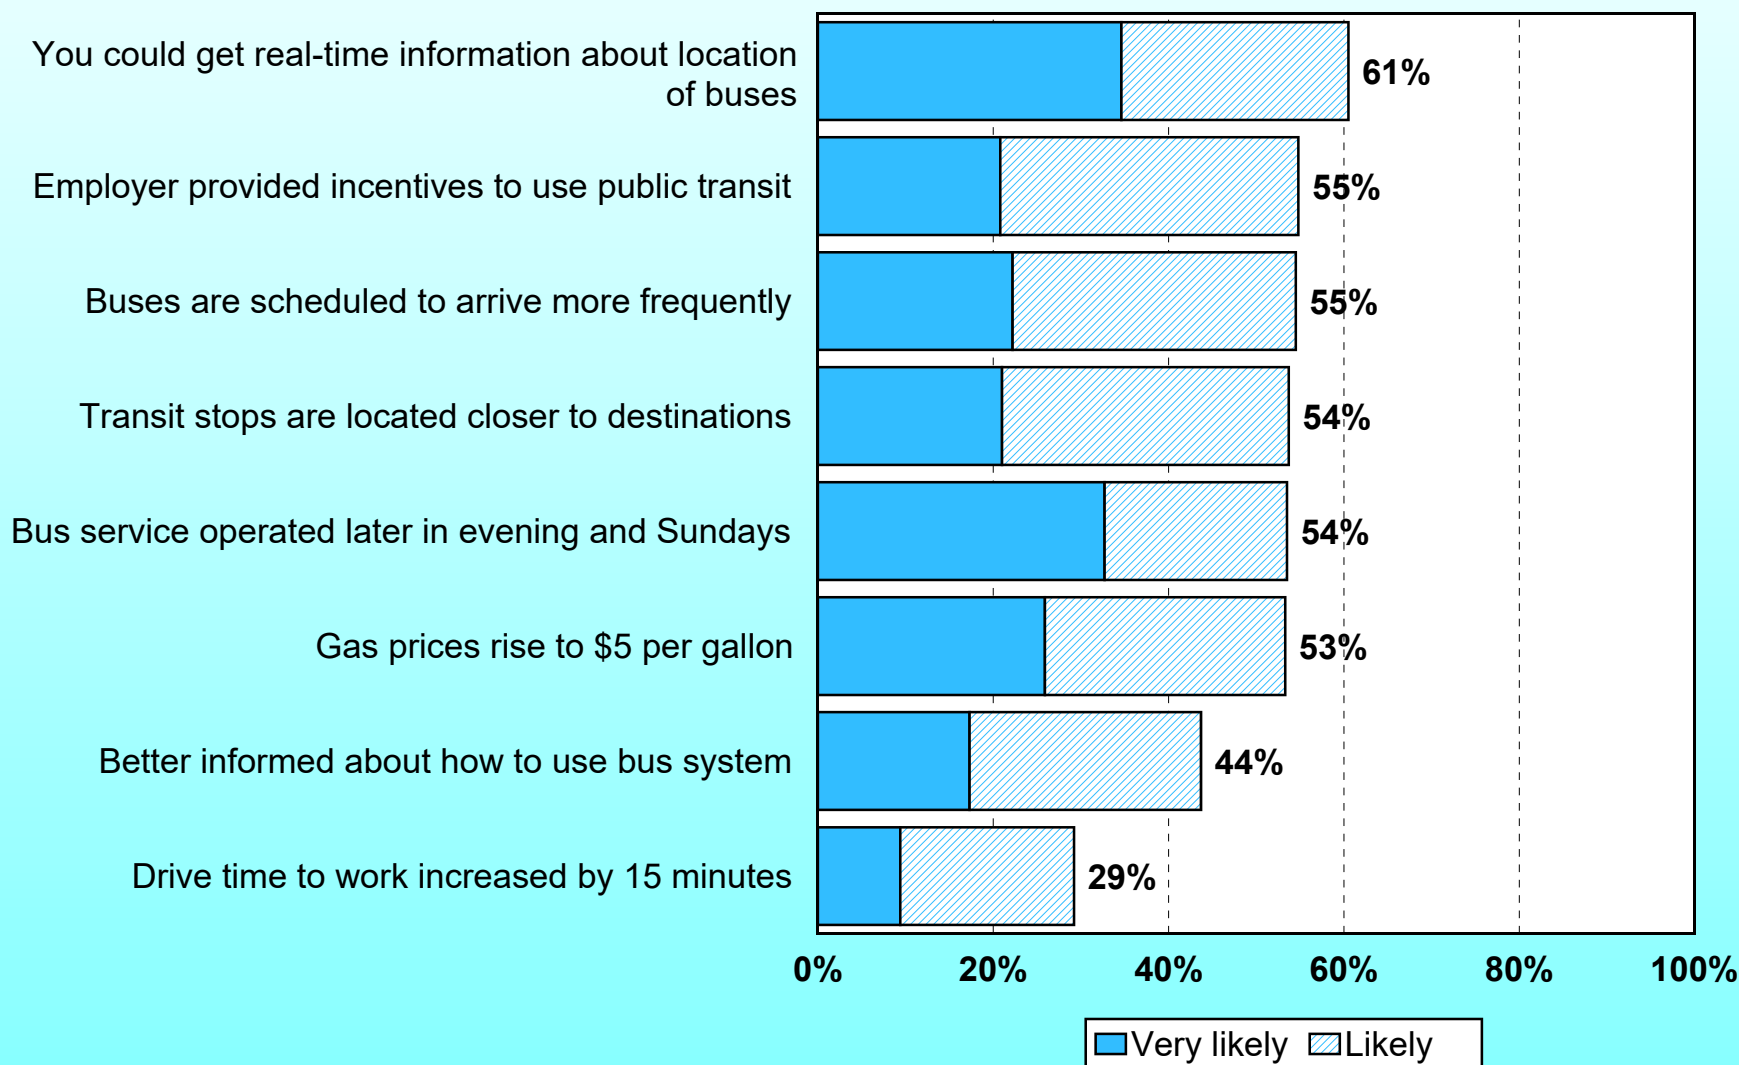 You could get real-time information about location
of buses
61%
Employer provided incentives to use public transit
55%
Buses are scheduled to arrive more frequently
55%
Transit stops are located closer to destinations
54%
Bus service operated later in evening and Sundays
54%
Gas prices rise to $5 per gallon
53%
Better informed about how to use bus system
44%
Drive time to work increased by 15 minutes
29%
0% 20% 40% 60% 80% 100%
Very likely Likely